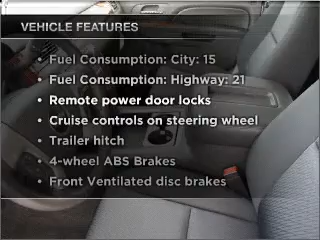 VEHICLE FEATURES
• Fuel Consumption: City: 15
• Fuel Consumption: Highway: 21
• Remote power door locks
• Cruise controls on steering wheel
• Trailer hitch
• 4-wheel ABS Brakes
• Front Ventilated disc brakes